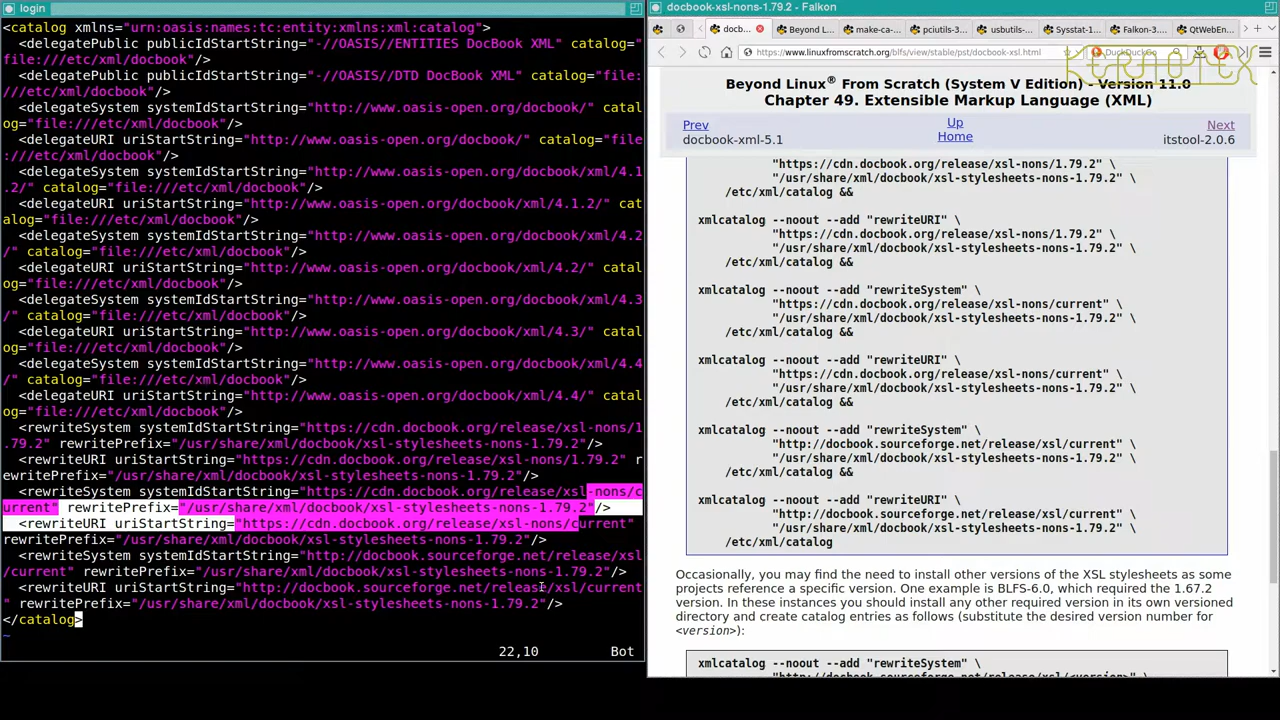 login
<catalog xmlns="urn:oasis:names:tc:entity:xmlns:xml:catalog">
<delegatePublic publicIdStartString="-//OASIS//ENTITIES DocBook XML" catalog="
file:///etc/xml/docbook"/>
<delegatePublic publicIdStartString="-//OASIS//DTD DocBook XML" catalog="file:
///etc/xml/docbook"/>
<delegateSystem systemIdStartString="http://www.oasis-open.org/docbook/" catal
og="file:///etc/xml/docbook"/>
<delegateURI uriStartString="http://www.oasis-open.org/docbook/" catalog="file
:///etc/xml/docbook"/>
<delegateSystem systemIdStartString="http://www.oasis-open.org/docbook/xml/4.1
.2/" catalog="file:///etc/xml/docbook"/>
<delegateURI uriStartString="http://www.oasis-open.org/docbook/xml/4.1.2/" cat
alog="file:///etc/xml/docbook"/>
<delegateSystem systemIdStartString="http://www.oasis-open.org/docbook/xml/4.2
/" catalog="file:///etc/xml/docbook"/>
<delegateURI uriStartString="http://www.oasis-open.org/docbook/xml/4.2/" catal
og="file:///etc/xml/docbook"/>
<delegateSystem systemIdStartString="http://www.oasis-open.org/docbook/xml/4.3
/" catalog="file:///etc/xml/docbook"/>
<delegateURI uriStartString="http://www.oasis-open.org/docbook/xml/4.3/" catal
og="file:///etc/xml/docbook"/>
<delegateSystem systemIdStartString="http://www.oasis-open.org/docbook/xml/4.4
/" catalog="file:///etc/xml/docbook"/>
<delegateURI uriStartString="http://www.oasis-open.org/docbook/xml/4.4/" catal
og="file:///etc/xml/docbook"/>
<rewriteSystem systemIdStartString="https://cdn.docbook.org/release/xsl-nons/1
.79.2" rewritePrefix="/usr/share/xml/docbook/xsl-stylesheets-nons-1.79.2"/>
<rewriteURI uriStartString="https://cdn.docbook.org/release/xsl-nons/1.79.2" r
ewritePrefix="/usr/share/xml/docbook/xsl-stylesheets-nons-1.79.2"/>
<rewriteSystem systemIdStartString="https://cdn.docbook.org/release/xsl-nons/c
urrent" rewritePrefix="/usr/share/xml/docbook/xsl-stylesheets-nons-1.79.2"/>
<rewriteURI uriStartString="https://cdn.docbook.org/release/xsl-nons/current"
rewritePrefix="/usr/share/xml/docbook/xsl-stylesheets-nons-1.79.2"/>
<rewriteSystem systemIdStartString="http://docbook.sourceforge.net/release/xsl
/current" rewritePrefix="/usr/share/xml/docbook/xsl-stylesheets-nons-1.79.2"/>
<rewriteURI uriStartString="http://docbook.sourceforge.net/release/xsl/current
" rewritePrefix="/usr/share/xml/docbook/xsl-stylesheets-nons-1.79.2"/>
</catalog>
~
22,10 Bot
docbook-xsl-nons-1.79.2 - Falkon
docb... Beyond L... make-ca-... pciutils-3... usbutils-... Sysstat-1... Falkon-3... QtWebEn...
https://www.linuxfromscratch.org/blfs/view/stable/pst/docbook-xsl.html DuckDuckGo
KERNOTEX
Beyond Linux® From Scratch (System V Edition) - Version 11.0
Chapter 49. Extensible Markup Language (XML)
Prev Up Next
docbook-xml-5.1 Home itstool-2.0.6
"https://cdn.docbook.org/release/xsl-nons/1.79.2" \
"/usr/share/xml/docbook/xsl-stylesheets-nons-1.79.2" \
/etc/xml/catalog &&
xmlcatalog --noout --add "rewriteURI" \
"https://cdn.docbook.org/release/xsl-nons/1.79.2" \
"/usr/share/xml/docbook/xsl-stylesheets-nons-1.79.2" \
/etc/xml/catalog &&
xmlcatalog --noout --add "rewriteSystem" \
"https://cdn.docbook.org/release/xsl-nons/current" \
"/usr/share/xml/docbook/xsl-stylesheets-nons-1.79.2" \
/etc/xml/catalog &&
xmlcatalog --noout --add "rewriteURI" \
"https://cdn.docbook.org/release/xsl-nons/current" \
"/usr/share/xml/docbook/xsl-stylesheets-nons-1.79.2" \
/etc/xml/catalog &&
xmlcatalog --noout --add "rewriteSystem" \
"http://docbook.sourceforge.net/release/xsl/current" \
"/usr/share/xml/docbook/xsl-stylesheets-nons-1.79.2" \
/etc/xml/catalog &&
xmlcatalog --noout --add "rewriteURI" \
"http://docbook.sourceforge.net/release/xsl/current" \
"/usr/share/xml/docbook/xsl-stylesheets-nons-1.79.2" \
/etc/xml/catalog
Occasionally, you may find the need to install other versions of the XSL stylesheets as some
projects reference a specific version. One example is BLFS-6.0, which required the 1.67.2
version. In these instances you should install any other required version in its own versioned
directory and create catalog entries as follows (substitute the desired version number for
<version>):
xmlcatalog --noout --add "rewriteSystem" \
"http://docbook.sourceforge.net/release/xsl/<version>" \